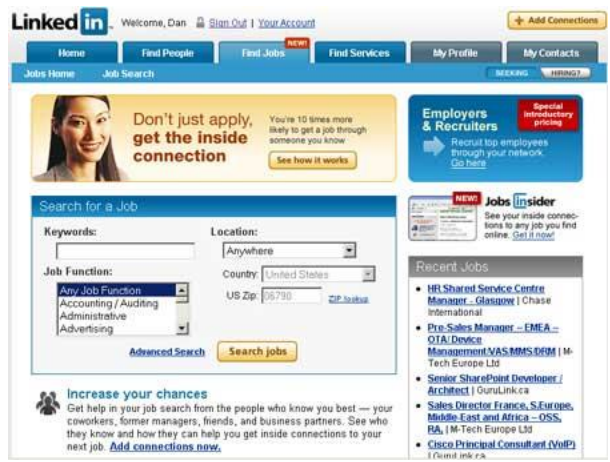 Linked in
Welcome, Dan Sign Out | Your Account
+ Add Connections
Home Find People Find Jobs NEW! Find Services My Profile My Contacts
Jobs Home Job Search
SEEKING HIRING?
Don't just apply,
get the inside
connection
You're 10 times more
likely to get a job through
someone you know
See how it works
Employers
& Recruiters
Special
introductory
pricing
Recruit top employees
through your network.
Go here
NEW!
Jobs insider
See your inside connec-
tions to any job you find
online. Get it now!
Search for a Job
Keywords:
Location:
Anywhere
Job Function:
Country: United States
Any Job Function
Accounting / Auditing
Administrative
Advertising
US Zip: 06790 ZIP lookup
Advanced Search
Search jobs
Recent Jobs
HR Shared Service Centre
Manager - Glasgow | Chase
International
Pre-Sales Manager – EMEA –
OTA/Device
Management/VAS/MMS/DRM | M-
Tech Europe Ltd
Senior SharePoint Developer /
Architect | GuruLink.ca
Sales Director France, S.Europe,
Middle-East and Africa – OSS,
RA, | M-Tech Europe Ltd
Cisco Principal Consultant (VoIP)
| GuruLink.ca
Increase your chances
Get help in your job search from the people who know you best — your
coworkers, former managers, friends, and business partners. See who
they know and how they can help you get inside connections to your
next job. Add connections now.